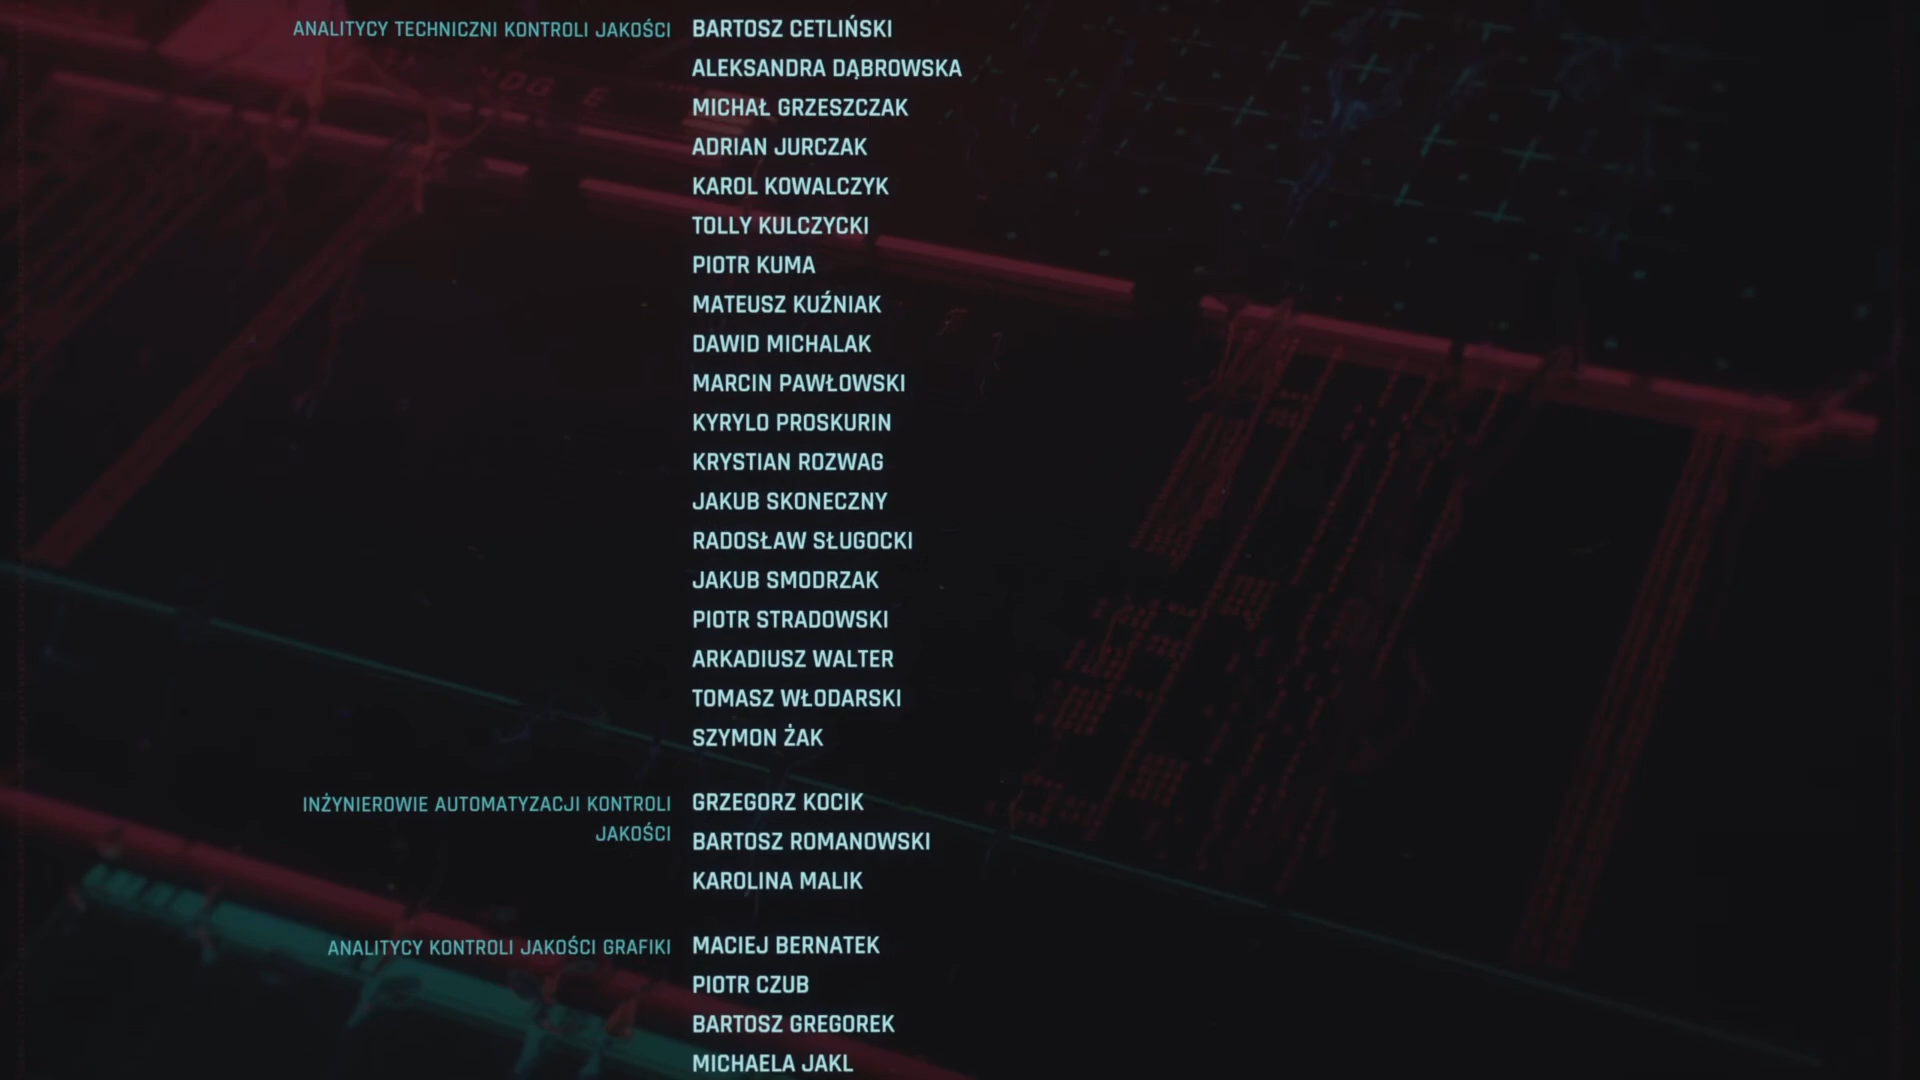 ANALITYCY TECHNICZNI KONTROLI JAKOŚCI BARTOSZ CETLIŃSKI
ALEKSANDRA DĄBROWSKA
MICHAŁ GRZESZCZAK
ADRIAN JURCZAK
KAROL KOWALCZYK
TOLLY KULCZYCKI
PIOTR KUMA
MATEUSZ KUŹNIAK
DAWID MICHALAK
MARCIN PAWŁOWSKI
KYRYLO PROSKURIN
KRYSTIAN ROZWAG
JAKUB SKONECZNY
RADOSŁAW SŁUGOCKI
JAKUB SMODRZAK
PIOTR STRADOWSKI
ARKADIUSZ WALTER
TOMASZ WŁODARSKI
SZYMON ŻAK
INŻYNIEROWIE AUTOMATYZACJI KONTROLI JAKOŚCI GRZEGORZ KOCIK
BARTOSZ ROMANOWSKI
KAROLINA MALIK
ANALITYCY KONTROLI JAKOŚCI GRAFIKI MACIEJ BERNATEK
PIOTR CZUB
BARTOSZ GREGOREK
MICHAELA JAKL